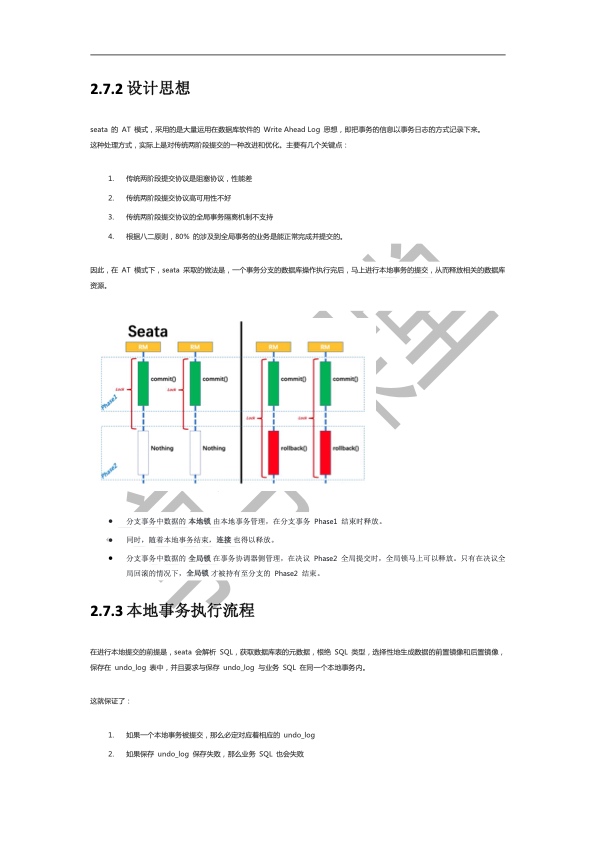 2.7.2 设计思想
seata 的 AT 模式，采用的是大量运用在数据库软件的 Write Ahead Log 思想，即把事务的信息以事务日志的方式记录下来。
这种处理方式，实际上是对传统两阶段提交的一种改进和优化。主要有几个关键点：
1. 传统两阶段提交协议是阻塞协议，性能差
2. 传统两阶段提交协议高可用性不好
3. 传统两阶段提交协议的全局事务隔离机制不支持
4. 根据八二原则，80% 的涉及到全局事务的业务是能正常完成并提交的。
因此，在 AT 模式下，seata 采取的做法是，一个事务分支的数据库操作执行完后，马上进行本地事务的提交，从而释放相关的数据库
资源。
Seata
RM RM RM RM
commit() commit() commit() commit()
Lock Lock Lock Lock
Phase1
Nothing Nothing rollback() rollback()
Phase2
● 分支事务中数据的 本地锁 由本地事务管理，在分支事务 Phase1 结束时释放。
● 同时，随着本地事务结束，连接 也得以释放。
● 分支事务中数据的 全局锁 在事务协调器侧管理，在决议 Phase2 全局提交时，全局锁马上可以释放。只有在决议全
局回滚的情况下，全局锁 才被持有至分支的 Phase2 结束。
2.7.3 本地事务执行流程
在进行本地提交的前提是，seata 会解析 SQL，获取数据库表的元数据，根绝 SQL 类型，选择性地生成数据的前置镜像和后置镜像，
保存在 undo_log 表中，并且要求与保存 undo_log 与业务 SQL 在同一个本地事务内。
这就保证了：
1. 如果一个本地事务被提交，那么必定对应着相应的 undo_log
2. 如果保存 undo_log 保存失败，那么业务 SQL 也会失败